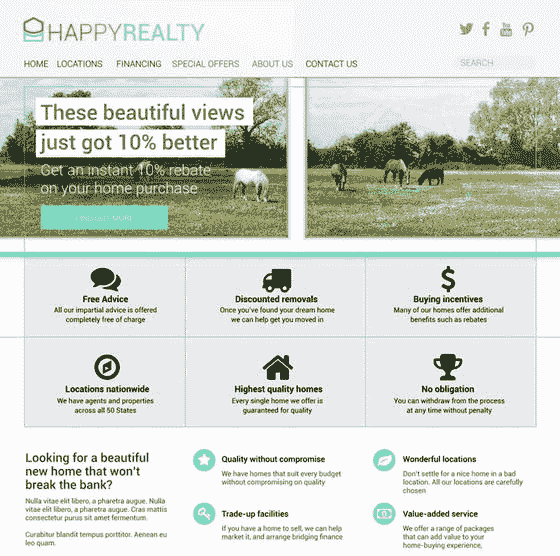 HAPPYREALTY
You Tube
HOME LOCATIONS FINANCING SPECIAL OFFERS ABOUT US CONTACT US SEARCH
These beautiful views
just got 10% better
Get an instant 10% rebate
on your home purchase
FIND OUT MORE
Free Advice
All our impartial advice is offered
completely free of charge
Discounted removals
Once you've found your dream home
we can help get you moved in
Buying incentives
Many of our homes offer additional
benefits such as rebates
Locations nationwide
We have agents and properties
across all 50 States
Highest quality homes
Every single home we offer is
guaranteed for quality
No obligation
You can withdraw from the process
at any time without penalty
Looking for a beautiful
new home that won't
break the bank?
Nulla vitae elit libero, a pharetra augue. Nulla
vitae elit libero, a pharetra augue. Cras mattis
consectetur purus sit amet fermentum.
Curabitur blandit tempus porttitor. Aenean eu
leo quam.
Quality without compromise
We have homes that suit every budget
without compromising on quality
Wonderful locations
Don't settle for a nice home in a bad
location. All our locations are carefully
chosen
Trade-up facilities
If you have a home to sell, we can help
market it, and arrange bridging finance
Value-added service
We offer a range of packages
that can add value to your
home-buying experience,